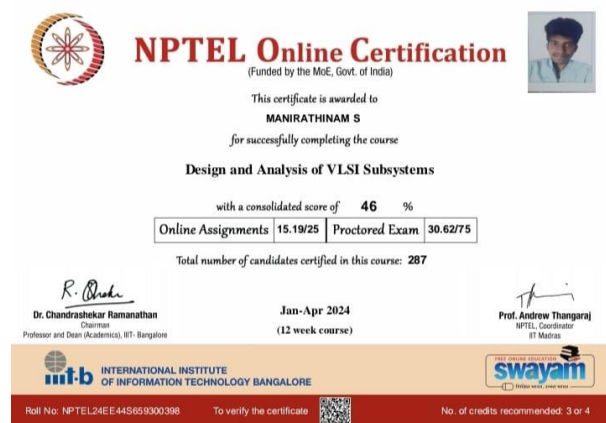 NPTEL Online Certification
(Funded by the MoE, Govt. of India)
This certificate is awarded to
MANIRATHINAM S
for successfully completing the course
Design and Analysis of VLSI Subsystems
with a consolidated score of 46 %
Online Assignments 15.19/25 Proctored Exam 30.62/75
Total number of candidates certified in this course: 287
Dr. Chandrashekar Ramanathan
Chairman
Professor and Dean (Academics), IIIT- Bangalore
Jan-Apr 2024
(12 week course)
Prof. Andrew Thangaraj
NPTEL, Coordinator
IIT Madras
iiit-b
INTERNATIONAL INSTITUTE
OF INFORMATION TECHNOLOGY BANGALORE
FREE ONLINE EDUCATION
swayam
Roll No: NPTEL24EE44S659300398 To verify the certificate No. of credits recommended: 3 or 4